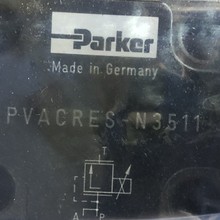 Parker
Made in Germany
PVACRES-N3511
T
A P